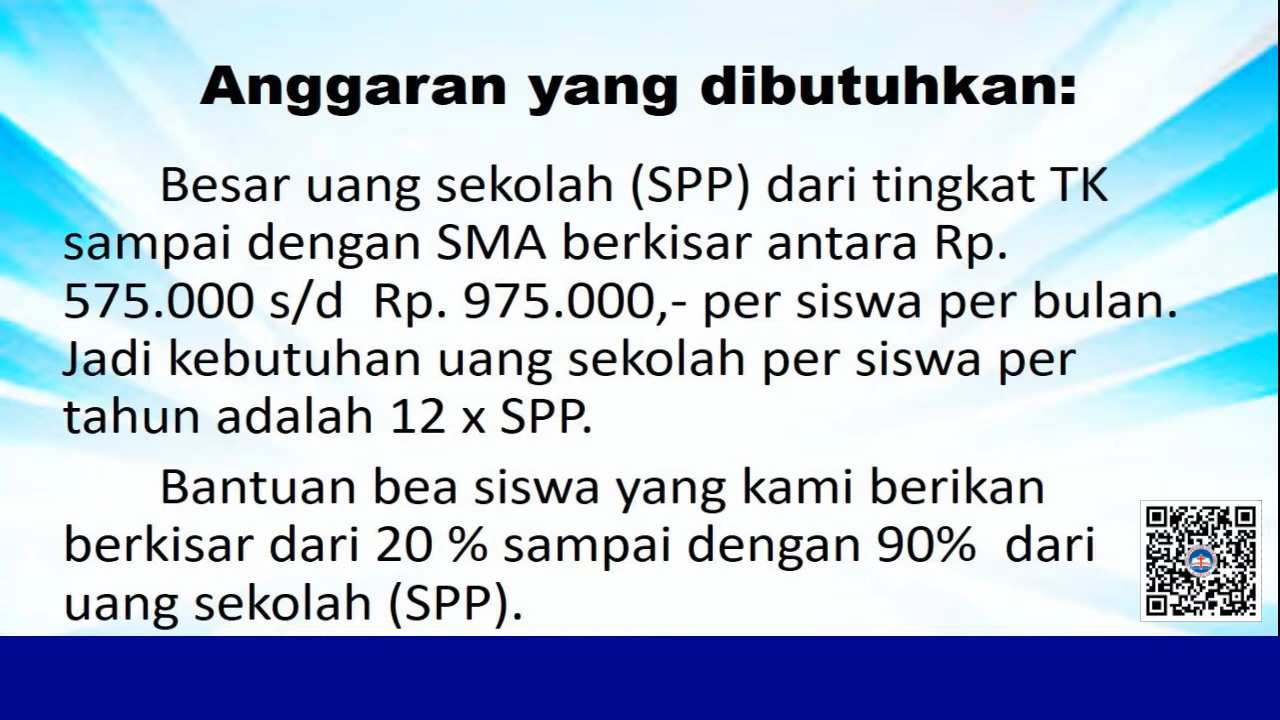 Anggaran yang dibutuhkan:
Besar uang sekolah (SPP) dari tingkat TK
sampai dengan SMA berkisar antara Rp.
575.000 s/d  Rp. 975.000,- per siswa per bulan.
Jadi kebutuhan uang sekolah per siswa per
tahun adalah 12 x SPP.
Bantuan bea siswa yang kami berikan
berkisar dari 20 % sampai dengan 90%  dari
uang sekolah (SPP).